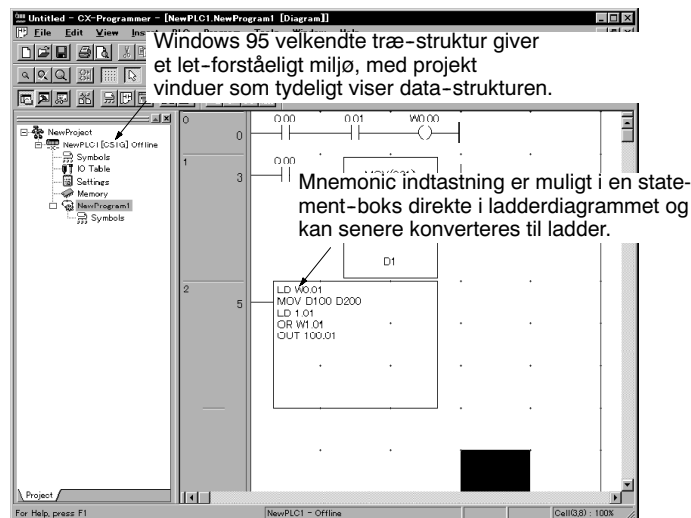 Untitled - CX-Programmer - [NewPLC1.NewProgram1 [Diagram]]
File Edit View
Windows 95 velkendte træ-struktur giver
et let-forståeligt miljø, med projekt
vinduer som tydeligt viser data-strukturen.
NewProject
NewPLC1 [CS1G] Offline
Symbols
IO Table
Settings
Memory
NewProgram1
Symbols
0
0
0.00
0.01
W0.00
1
3
0.00
Mnemonic indtastning er muligt i en state-
ment-boks direkte i ladderdiagrammet og
kan senere konverteres til ladder.
D1
2
5
LD W0.01
MOV D100 D200
LD 1.01
OR W1.01
OUT 100.01
Project
For Help, press F1
NewPLC1 - Offline
Cell(3,8) : 100%